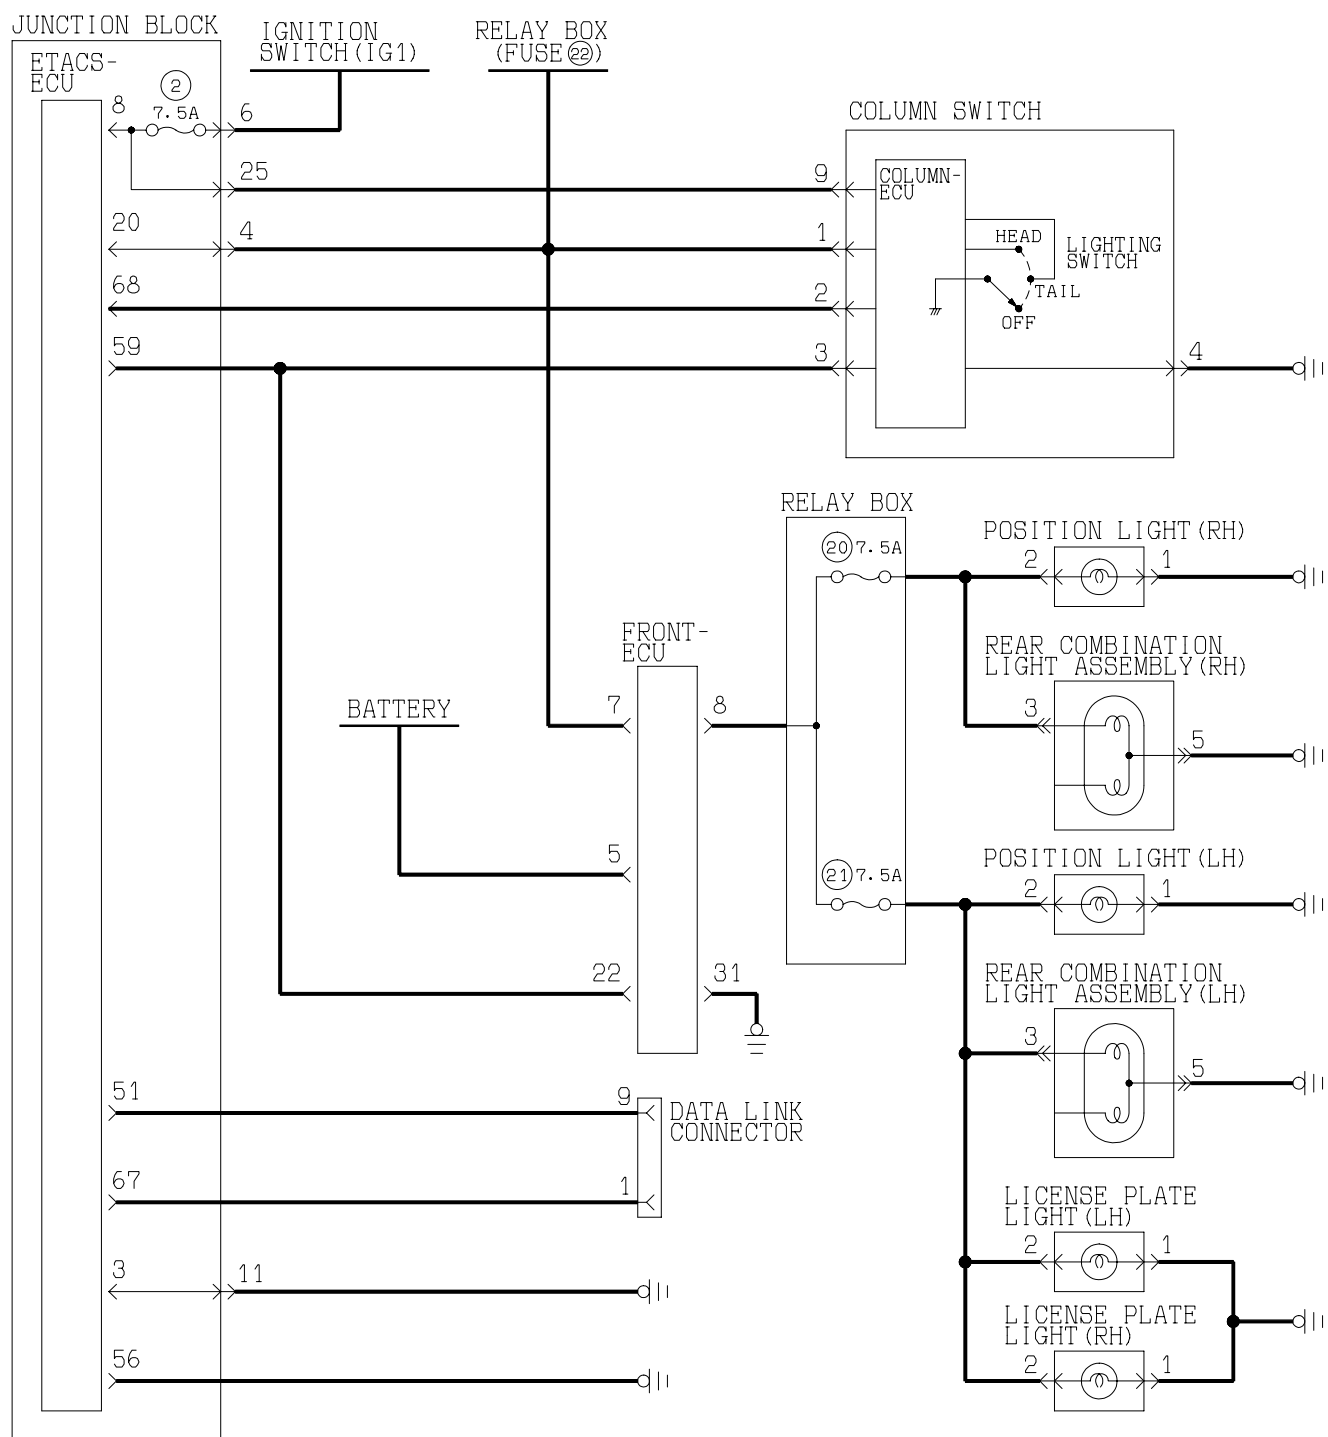 JUNCTION BLOCK
IGNITION
SWITCH(IG1)
RELAY BOX
(FUSE㉒)
ETACS-
ECU
2
7.5A
8
6
COLUMN SWITCH
25
9
COLUMN-
ECU
20
4
1
HEAD
LIGHTING
SWITCH
68
2
TAIL
OFF
59
3
4
RELAY BOX
20
7.5A
POSITION LIGHT(RH)
2
1
FRONT-
ECU
REAR COMBINATION
LIGHT ASSEMBLY(RH)
BATTERY
7
8
3
5
5
21
7.5A
POSITION LIGHT(LH)
2
1
22
31
REAR COMBINATION
LIGHT ASSEMBLY(LH)
3
5
51
9
DATA LINK
CONNECTOR
67
1
LICENSE PLATE
LIGHT(LH)
2
1
3
11
LICENSE PLATE
LIGHT(RH)
2
1
56